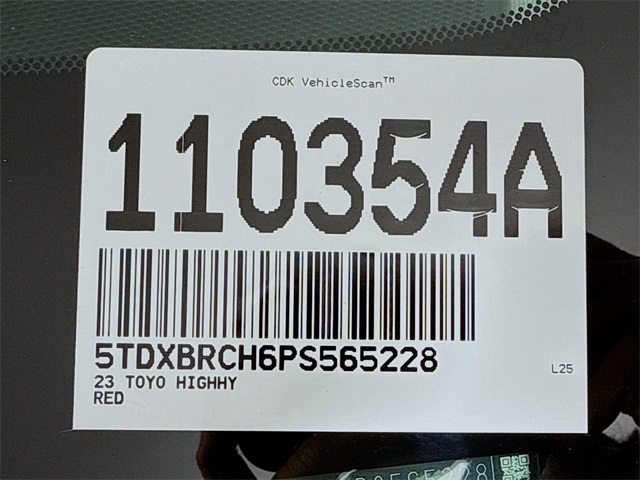 CDK VehicleScan™
110354A
5TDXBRCH6PS565228
23 TOYO HIGHHY
RED
L25